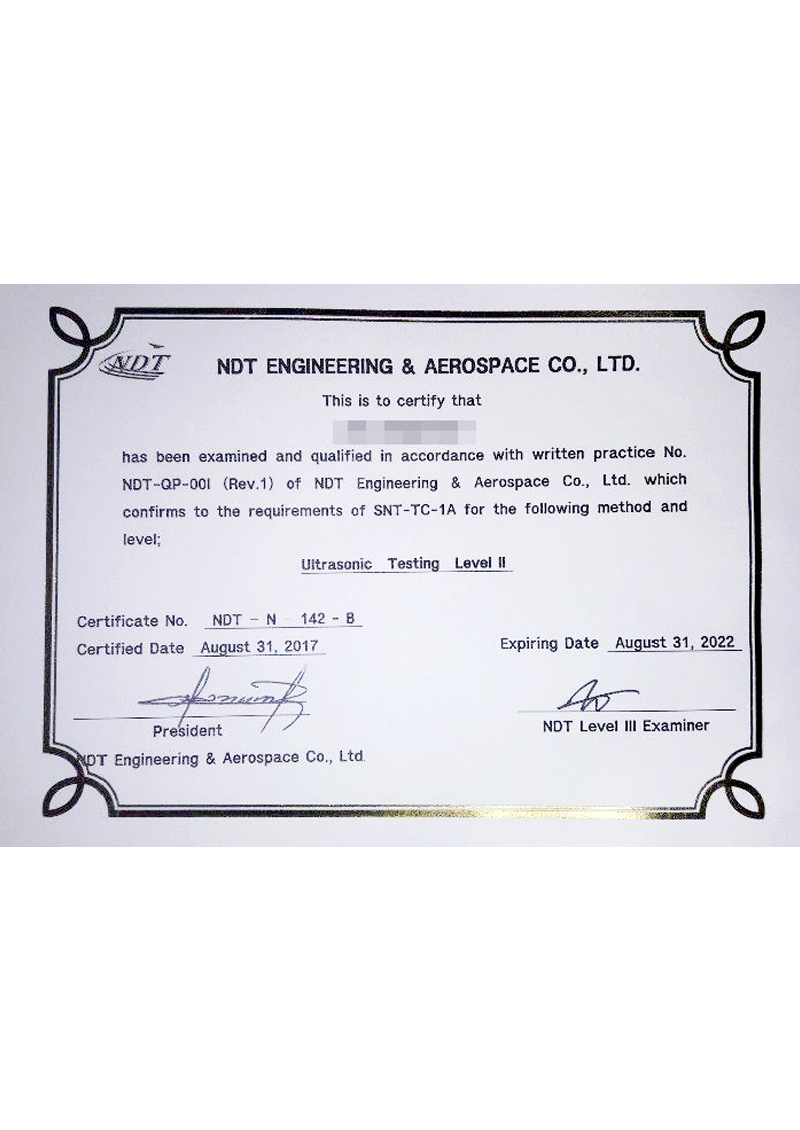 NDT
NDT ENGINEERING & AEROSPACE CO., LTD.
This is to certify that
has been examined and qualified in accordance with written practice No.
NDT-QP-001 (Rev.1) of NDT Engineering & Aerospace Co., Ltd. which
confirms to the requirements of SNT-TC-1A for the following method and
level;
Ultrasonic Testing Level II
Certificate No. NDT - N - 142 - B
Certified Date August 31, 2017
Expiring Date August 31, 2022
President
NDT Level III Examiner
NDT Engineering & Aerospace Co., Ltd.